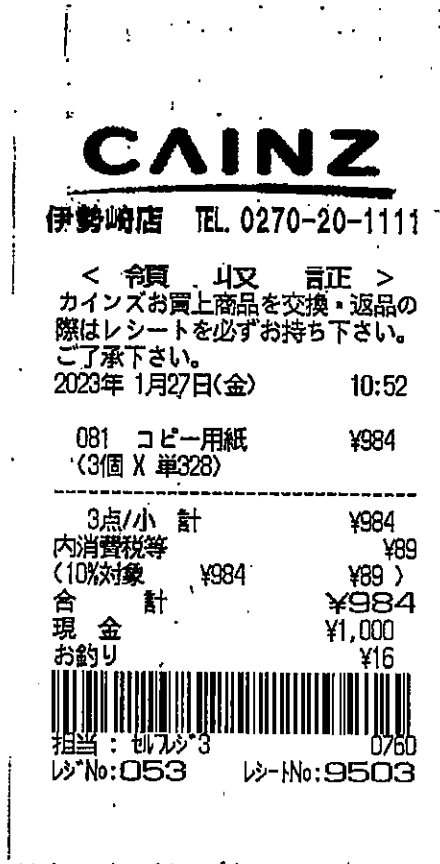 CAINZ
伊勢崎店 TEL. 0270-20-1111
< 領 収 証 >
カインズお買上商品を交換・返品の
際はレシートを必ずお持ち下さい。
ご了承下さい。
2023年 1月27日(金) 10:52
081 コピー用紙 ¥984
(3個 X 単328)
3点/小 計 ¥984
内消費税等 ¥89
(10%対象 ¥984 ¥89 )
合 計 ¥984
現 金 ¥1,000
お釣り ¥16
担当 : セルフレジ3 0760
レジNo:053 レシートNo:9503